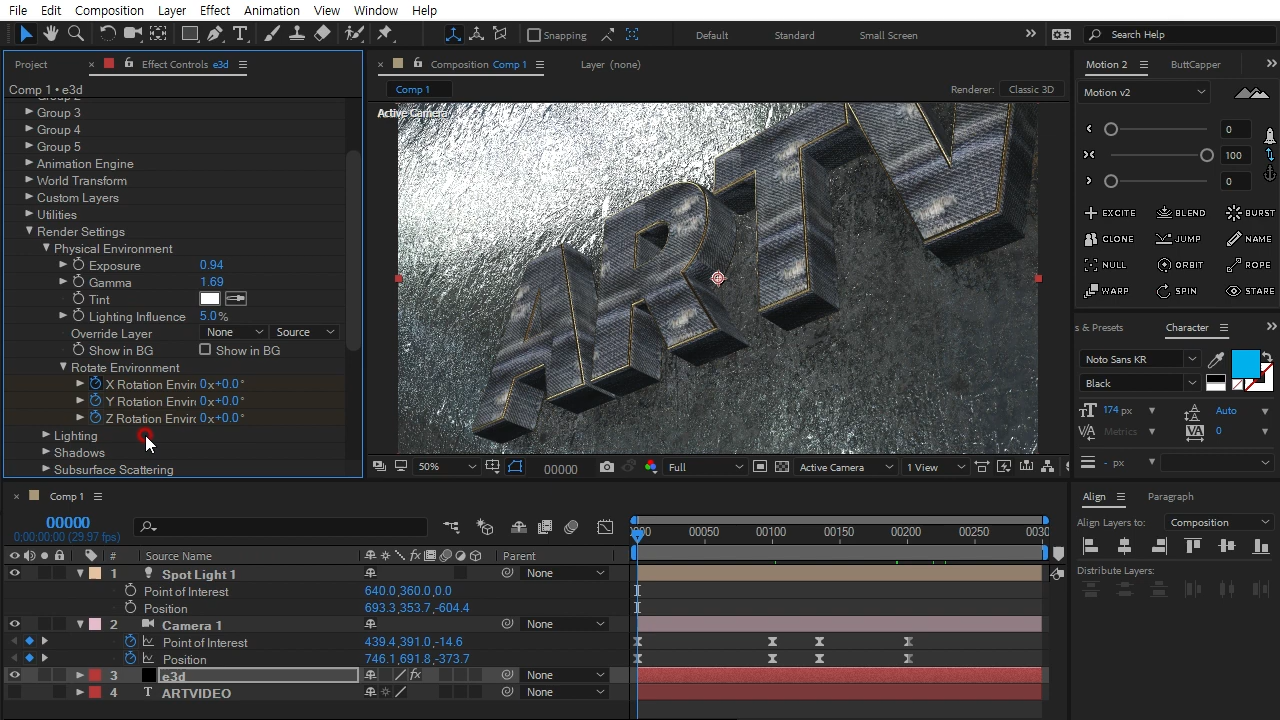 File Edit Composition Layer Effect Animation View Window Help
Snapping Default Standard Small Screen Search Help
Project Effect Controls e3d
Comp 1 • e3d
Group 3
Group 4
Group 5
Animation Engine
World Transform
Custom Layers
Utilities
Render Settings
Physical Environment
Exposure 0.94
Gamma 1.69
Tint
Lighting Influence 5.0%
Override Layer None Source
Show in BG Show in BG
Rotate Environment
X Rotation Envir 0x+0.0°
Y Rotation Envir 0x+0.0°
Z Rotation Envir 0x+0.0°
Lighting
Shadows
Subsurface Scattering
Composition Comp 1 Layer (none)
Comp 1 Renderer: Classic 3D
Active Camera
ARTV
50% 00000 Full Active Camera 1 View
Motion 2 ButtCapper
Motion v2
0
100
0
EXCITE BLEND BURST
CLONE JUMP NAME
NULL ORBIT ROPE
WARP SPIN STARE
s & Presets Character
Noto Sans KR
Black
174 px Auto
Metrics 0
- px
Align Paragraph
Align Layers to: Composition
Distribute Layers:
Comp 1
00000
0;00;00;00 (29.97 fps)
00050 00100 00150 00200 00250 0030
# Source Name Parent
1 Spot Light 1 None
Point of Interest 640.0,360.0,0.0
Position 693.3,353.7,-604.4
2 Camera 1 None
Point of Interest 439.4,391.0,-14.6
Position 746.1,691.8,-373.7
3 e3d None
4 T ARTVIDEO None